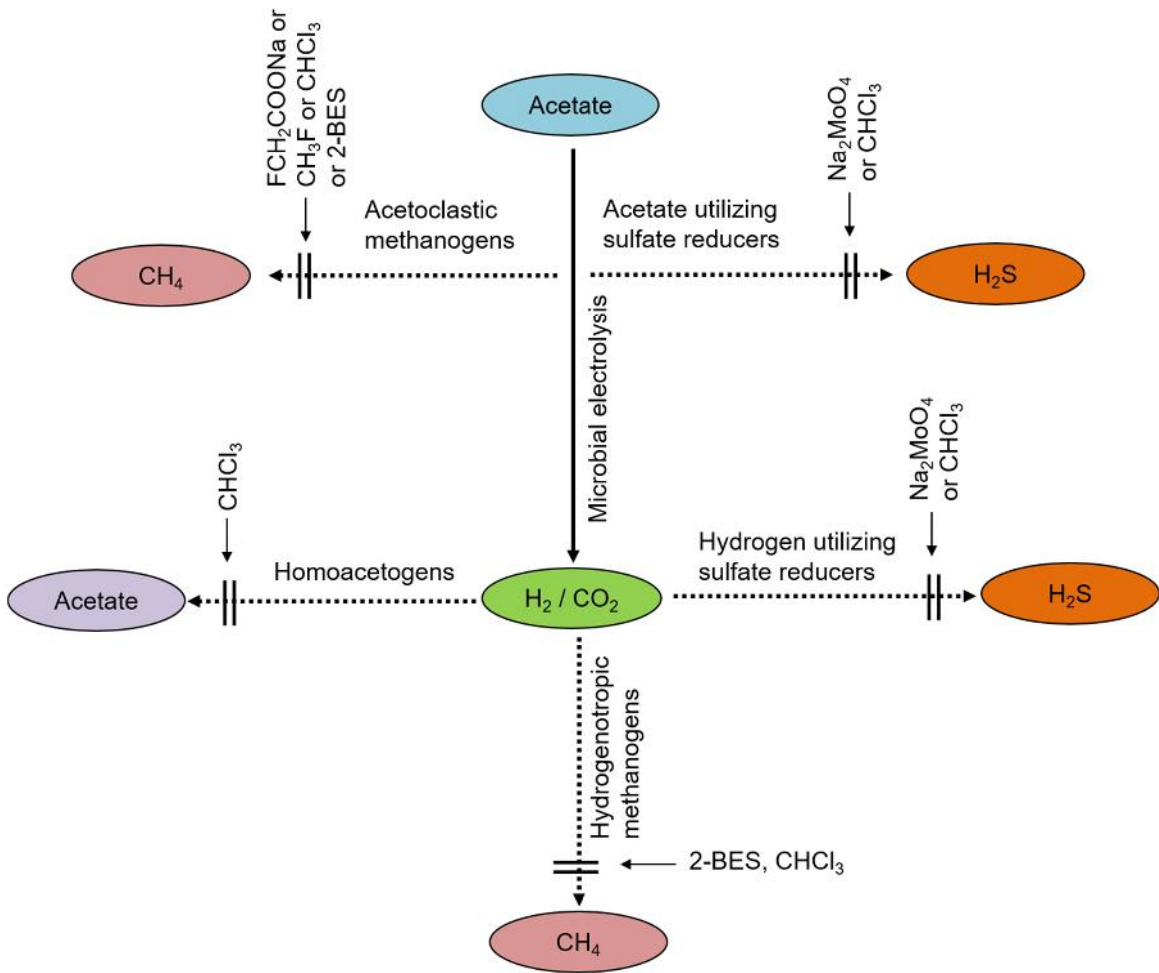 FCH₂COONa or
CH₃F or CHCl₃
or 2-BES
Acetate
Na₂MoO₄
or CHCl₃
Acetoclastic
methanogens
Acetate utilizing
sulfate reducers
CH₄
H₂S
Microbial electrolysis
CHCl₃
Na₂MoO₄
or CHCl₃
Homoacetogens
Hydrogen utilizing
sulfate reducers
Acetate
H₂ / CO₂
H₂S
Hydrogenotropic
methanogens
2-BES, CHCl₃
CH₄